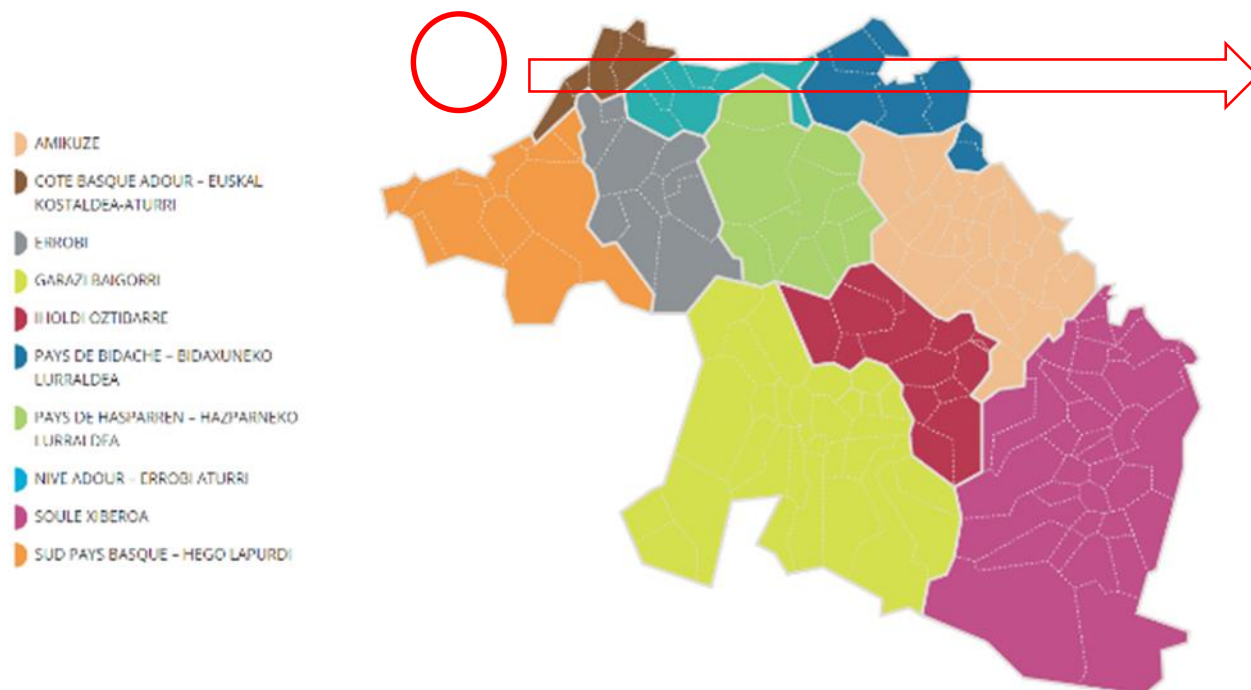 AMIKUZE
COTE BASQUE ADOUR – EUSKAL
KOSTALDEA-ATURRI
ERROBI
GARAZI BAIGORRI
IHOLDI OZTIBARRE
PAYS DE BIDACHE – BIDAXUNEKO
LURRALDEA
PAYS DE HASPARREN – HAZPARNEKO
LURRALDEA
NIVE ADOUR – ERROBI ATURRI
SOULE XIBEROA
SUD PAYS BASQUE – HEGO LAPURDI